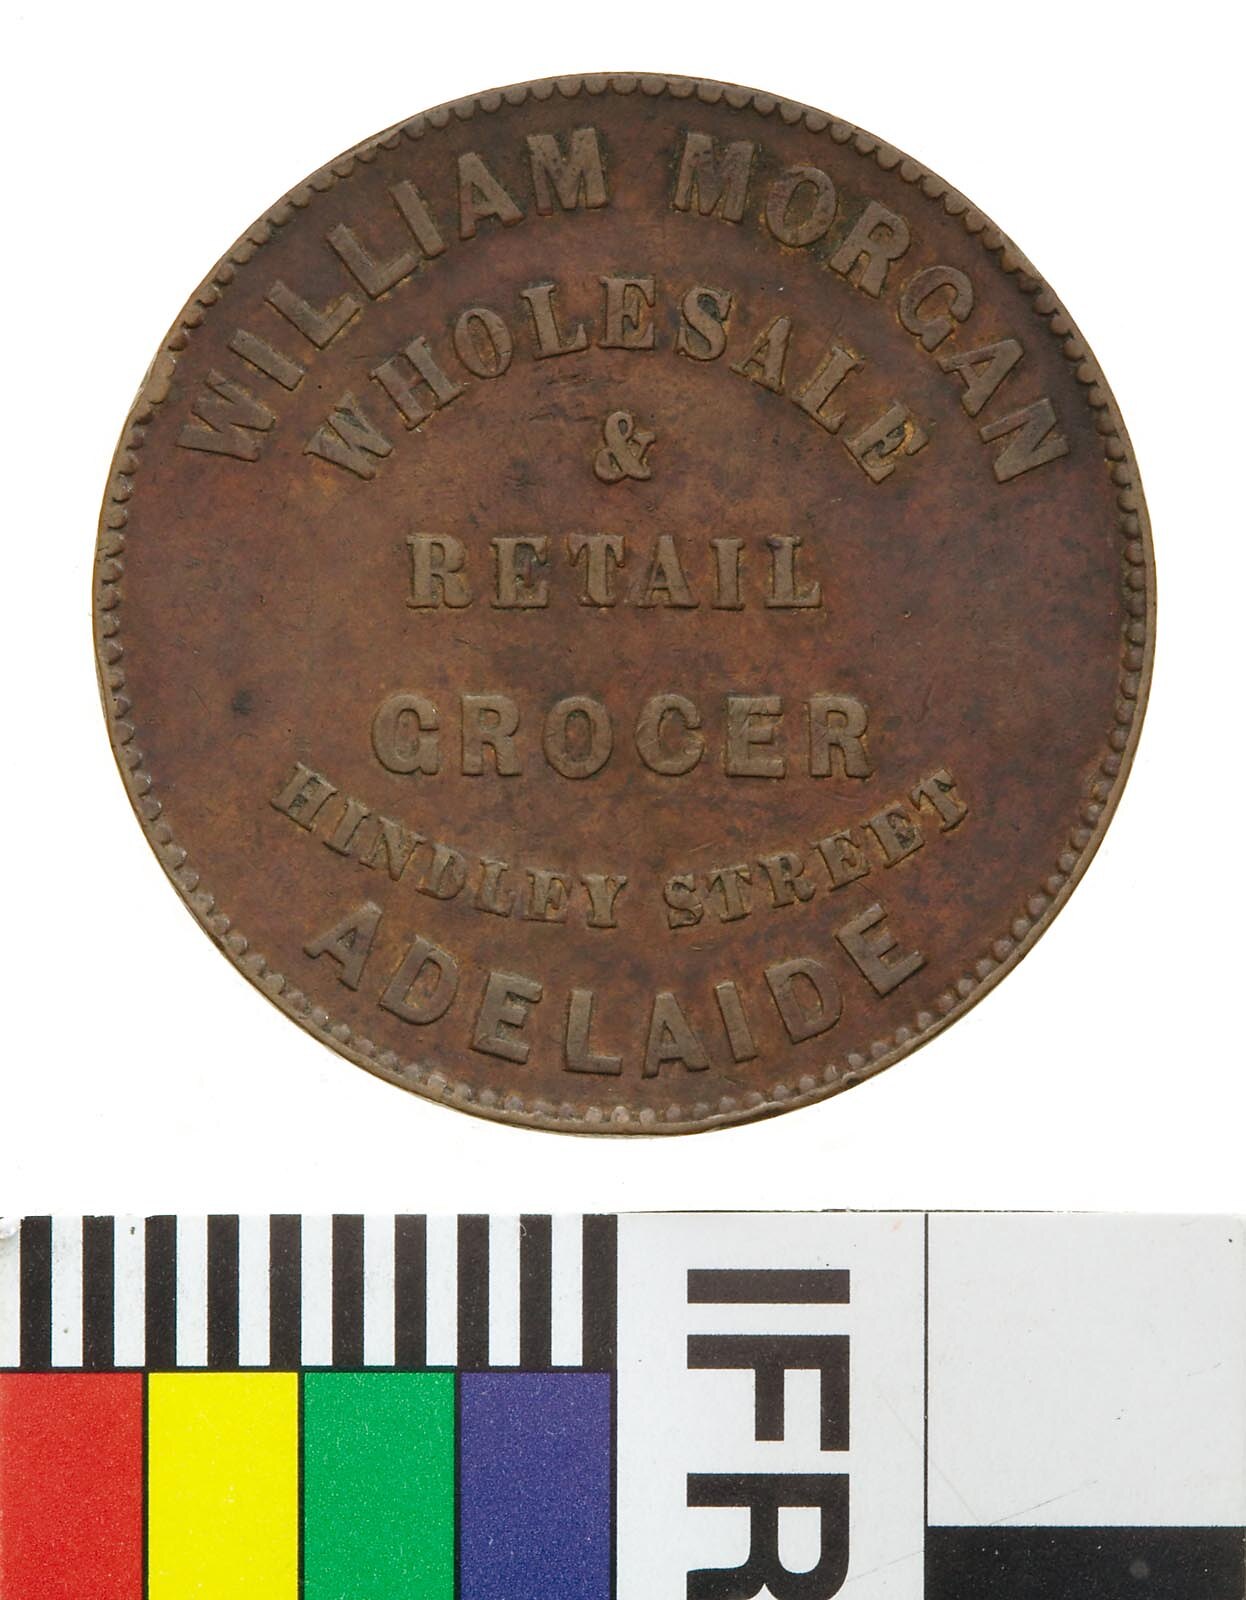 WILLIAM MORGAN
WHOLESALE
&
RETAIL
GROCER
HINDLEY STREET
ADELAIDE
IFR